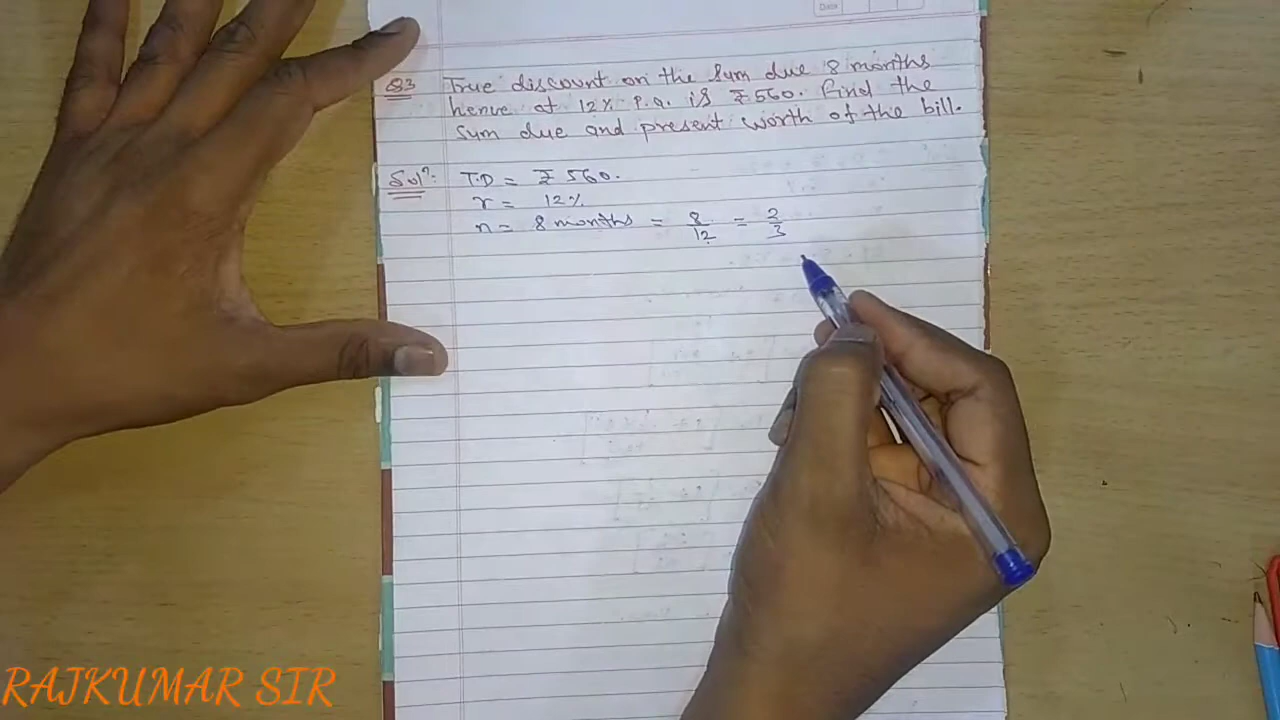 Date
Q3 True discount on the sum due 8 months
hence at 12% P.a. is ₹560. Find the
sum due and present worth of the bill.
Solⁿ: T.D = ₹ 560.
r = 12%
n = 8 months = 8/12 = 2/3
RAJKUMAR SIR